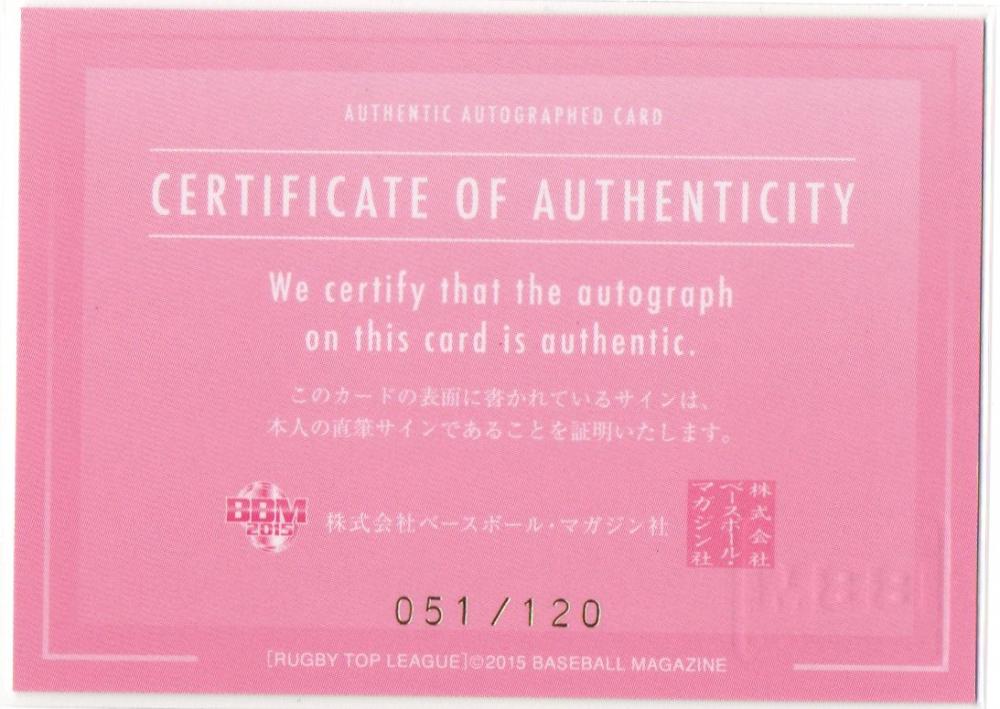 AUTHENTIC AUTOGRAPHED CARD
CERTIFICATE OF AUTHENTICITY
We certify that the autograph
on this card is authentic.
このカードの表面に書かれているサインは、
本人の直筆サインであることを証明いたします。
BBM
2015
株式会社ベースボール・マガジン社
株式会社
ベースボール・
マガジン社
BBM
051/120
[RUGBY TOP LEAGUE]©2015 BASEBALL MAGAZINE